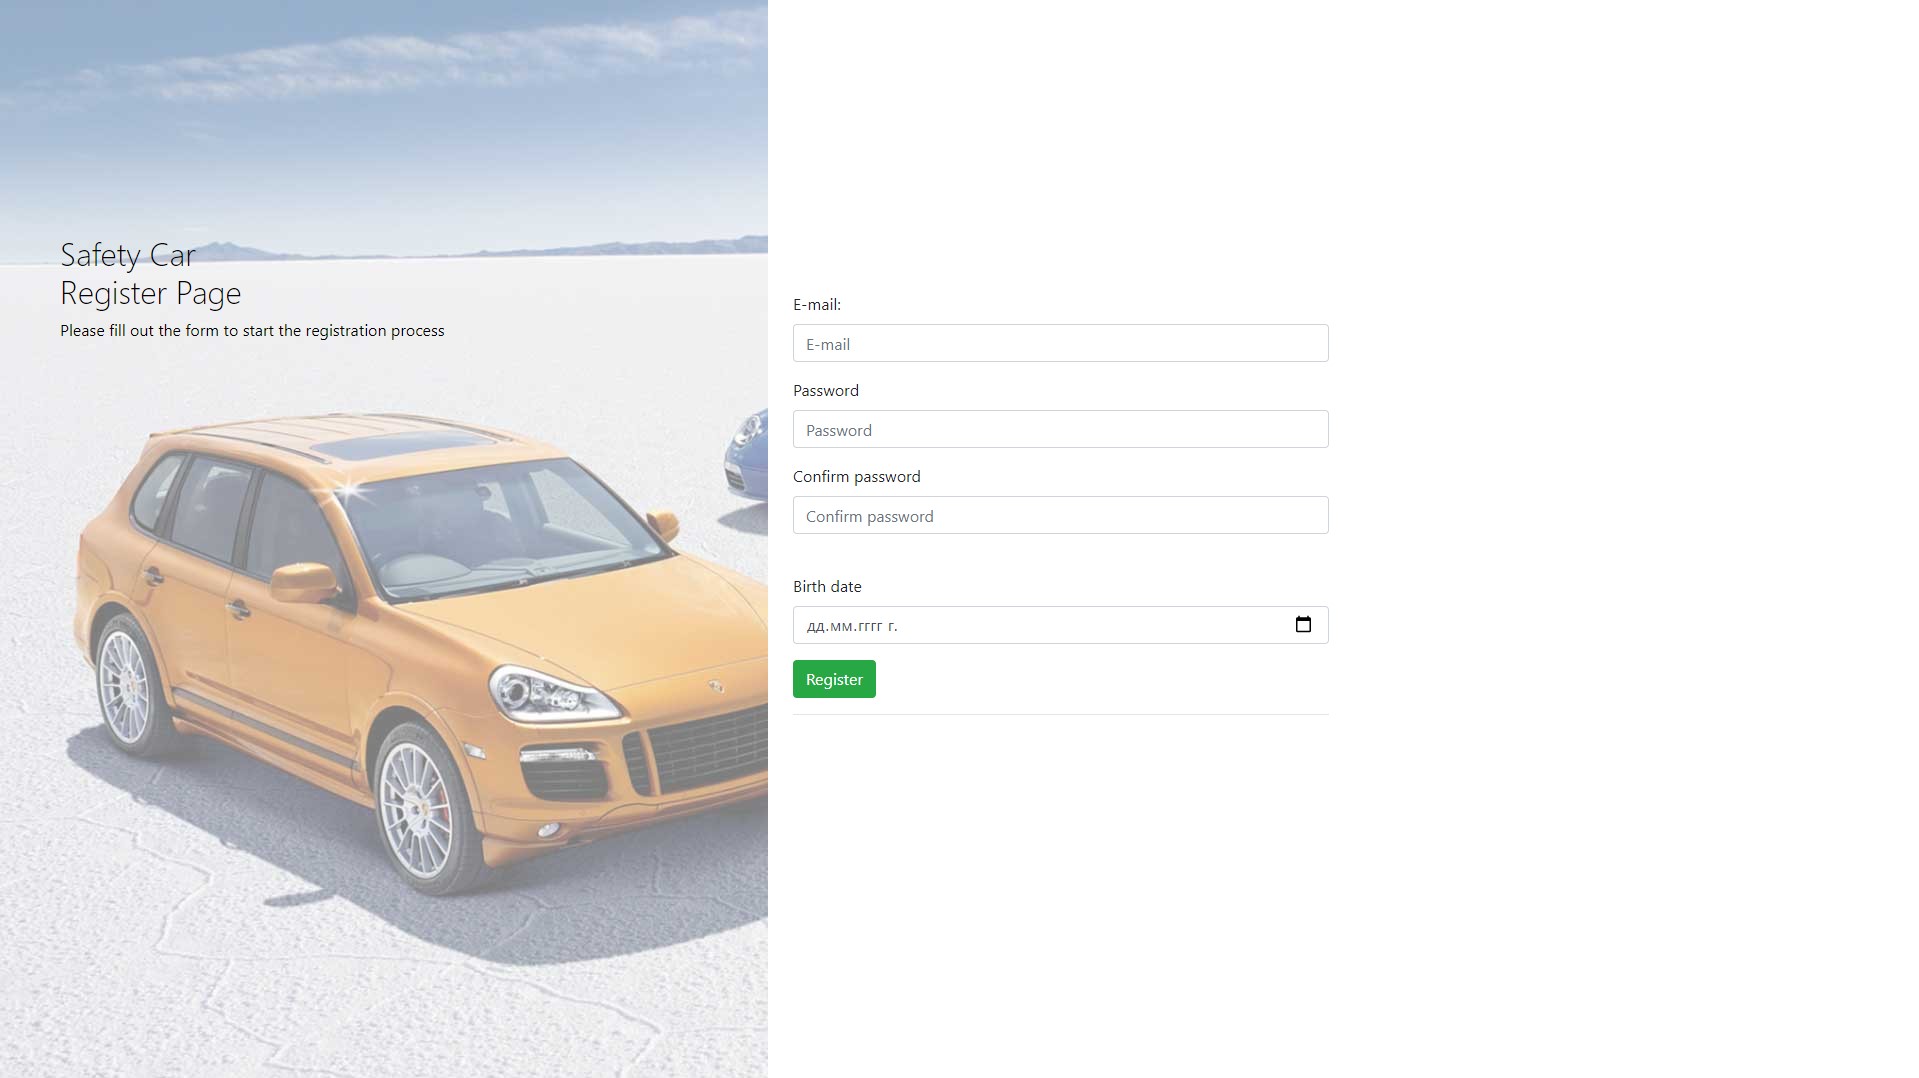 Safety Car
Register Page
Please fill out the form to start the registration process
E-mail:
E-mail
Password
Password
Confirm password
Confirm password
Birth date
дд.мм.гггг г.
Register